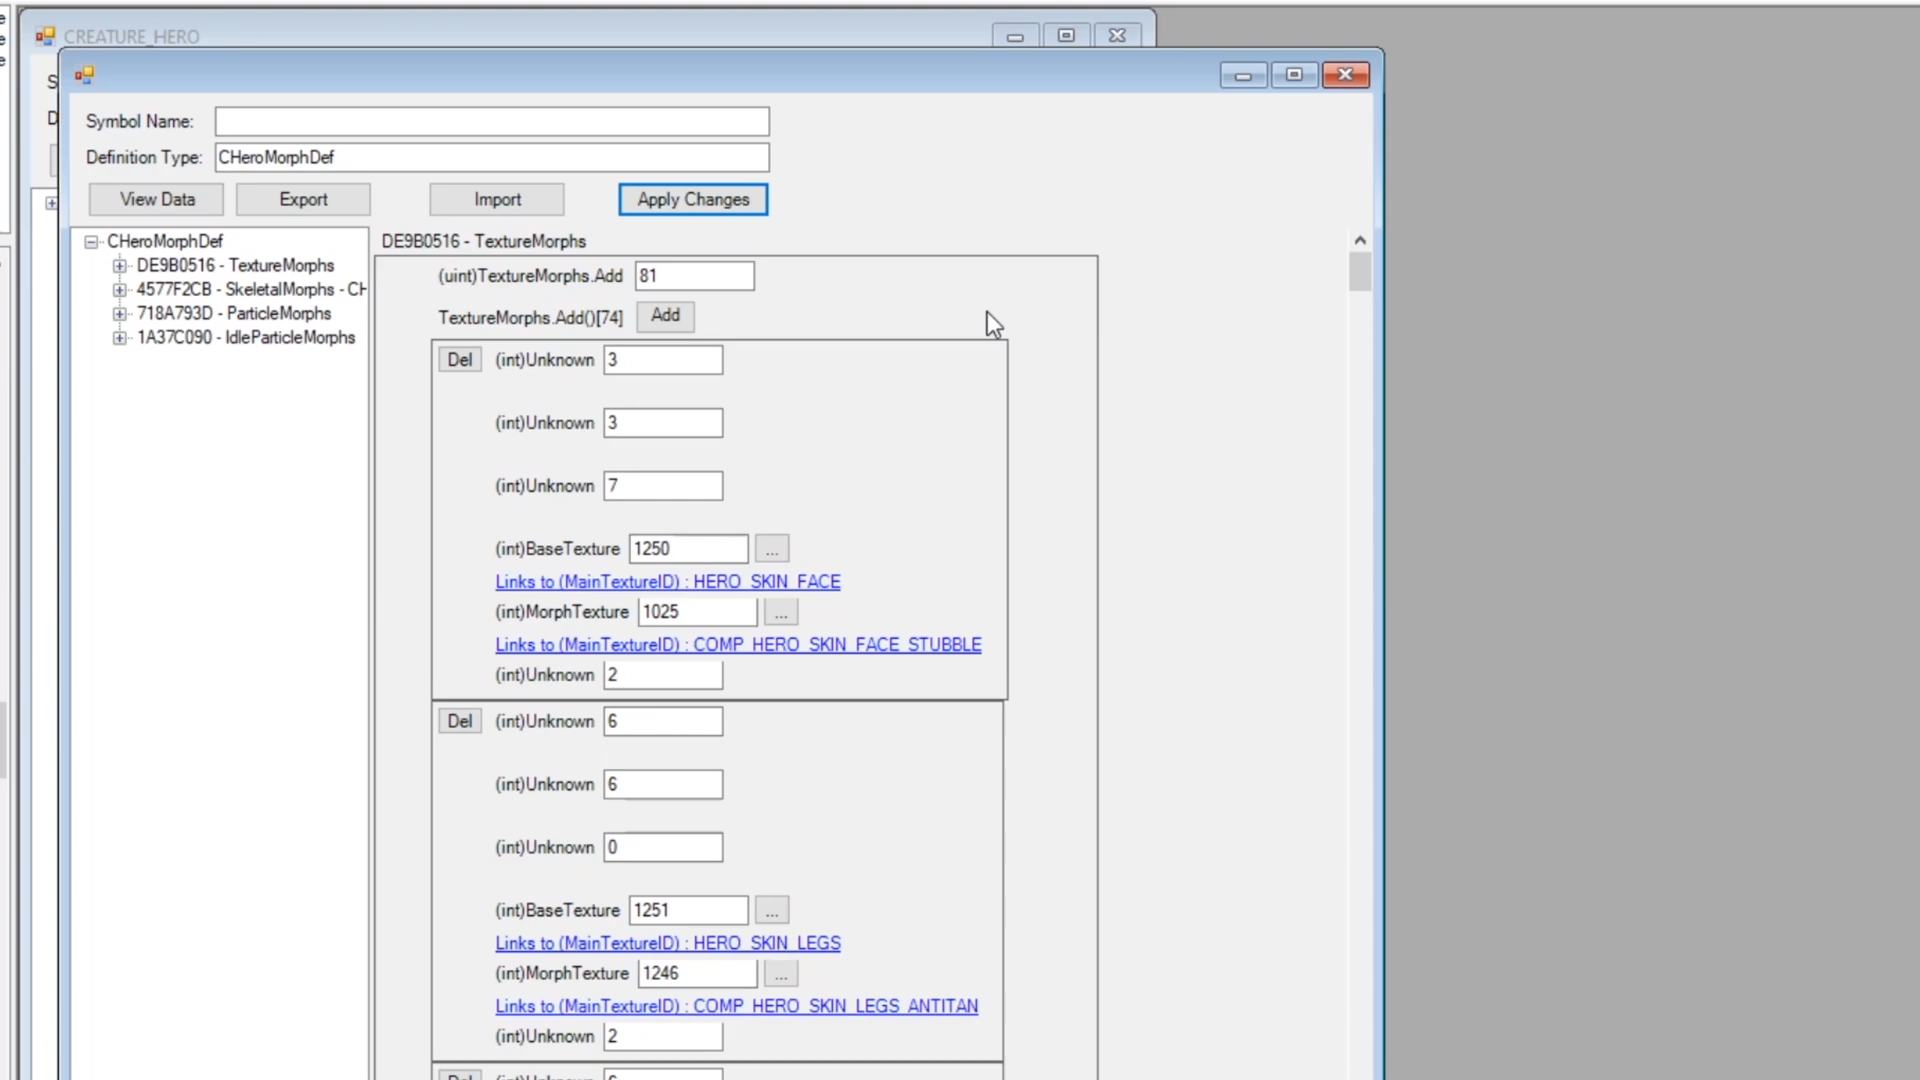 CREATURE_HERO
Symbol Name:
Definition Type: CHeroMorphDef
View Data Export Import Apply Changes
CHeroMorphDef
DE9B0516 - TextureMorphs
4577F2CB - SkeletalMorphs - CH
718A793D - ParticleMorphs
1A37C090 - IdleParticleMorphs
DE9B0516 - TextureMorphs
(uint)TextureMorphs.Add 81
TextureMorphs.Add()[74] Add
Del (int)Unknown 3
(int)Unknown 3
(int)Unknown 7
(int)BaseTexture 1250 ...
Links to (MainTextureID) : HERO_SKIN_FACE
(int)MorphTexture 1025 ...
Links to (MainTextureID) : COMP_HERO_SKIN_FACE_STUBBLE
(int)Unknown 2
Del (int)Unknown 6
(int)Unknown 6
(int)Unknown 0
(int)BaseTexture 1251 ...
Links to (MainTextureID) : HERO_SKIN_LEGS
(int)MorphTexture 1246 ...
Links to (MainTextureID) : COMP_HERO_SKIN_LEGS_ANTITAN
(int)Unknown 2